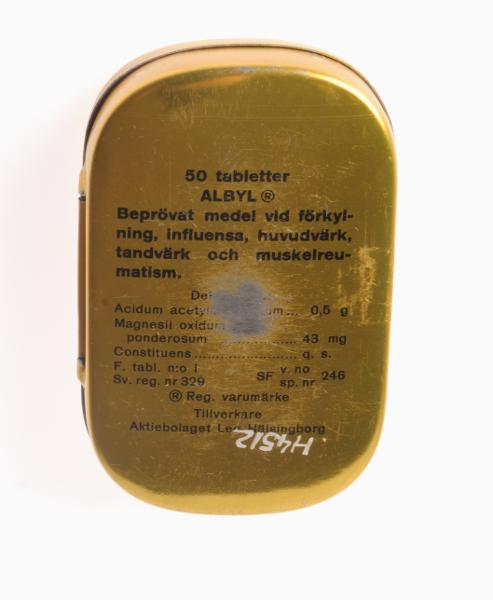 50 tabletter
ALBYL ®
Beprövat medel vid förkyl-
ning, influensa, huvudvärk,
tandvärk och muskelreu-
matism.
Acidum ... 0,5 g
Magnesii oxidum
ponderosum ... 43 mg
Constituens ... q. s.
F. tabl. n:o I
Sv. reg. nr 329
SF v. no sp. nr 246
® Reg. varumärke
Tillverkare
Aktiebolaget Leo Hälsingborg
H4512